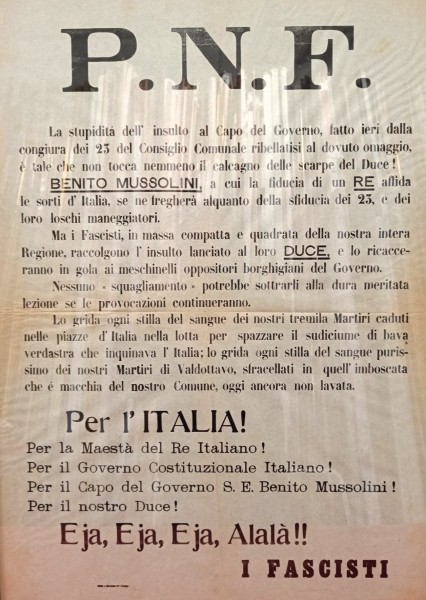 P.N.F.
La stupidità dell' insulto al Capo del Governo, fatto ieri dalla
congiura dei 23 del Consiglio Comunale ribellatisi al dovuto omaggio,
è tale che non tocca nemmeno il calcagno delle scarpe del Duce!
BENITO MUSSOLINI, a cui la fiducia di un RE affida
le sorti d' Italia, se ne fregherà alquanto della sfiducia dei 23, e dei
loro loschi maneggiatori.
Ma i Fascisti, in massa compatta e quadrata della nostra intera
Regione, raccolgono l' insulto lanciato al loro DUCE, e lo ricacce-
ranno in gola ai meschinelli oppositori borghigiani del Governo.
Nessuno « squagliamento » potrebbe sottrarli alla dura meritata
lezione se le provocazioni continueranno.
Lo grida ogni stilla del sangue dei nostri tremila Martiri caduti
nelle piazze d' Italia nella lotta per spazzare il sudiciume di bava
verdastra che inquinava l' Italia; lo grida ogni stilla del sangue puris-
simo dei nostri Martiri di Valdottavo, sfracellati in quell' imboscata
che é macchia del nostro Comune, oggi ancora non lavata.
Per l' ITALIA!
Per la Maestà del Re Italiano!
Per il Governo Costituzionale Italiano!
Per il Capo del Governo S. E. Benito Mussolini!
Per il nostro Duce!
Eja, Eja, Eja, Alalà!!
I FASCISTI